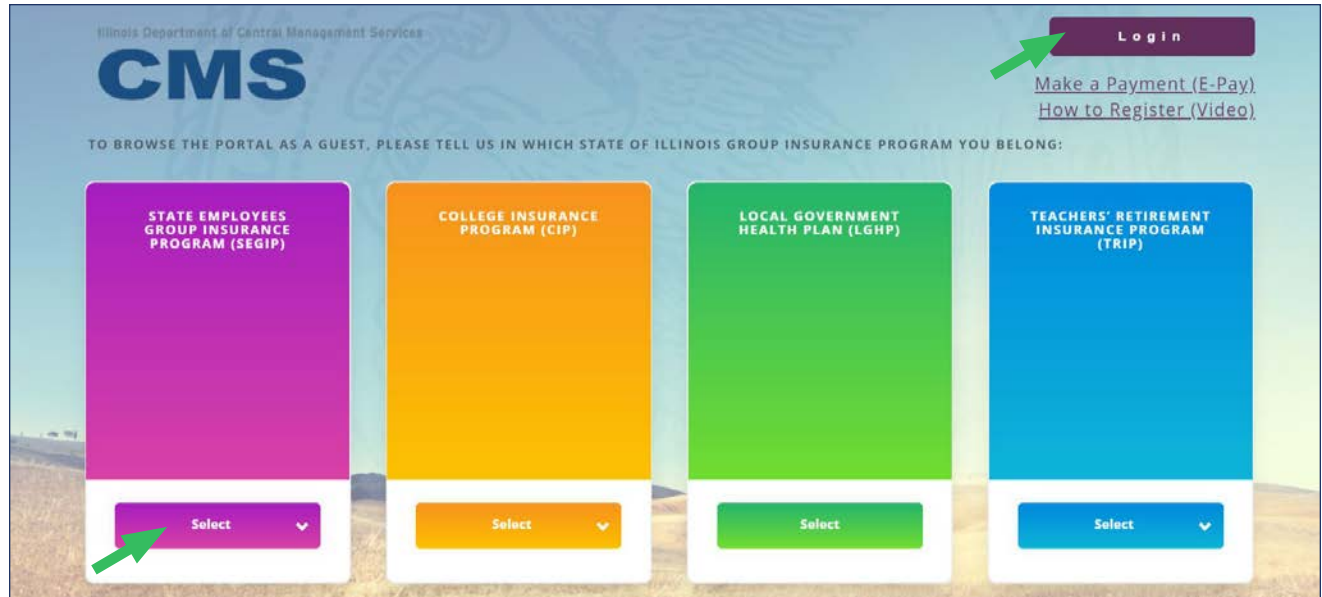 Illinois Department of Central Management Services
CMS
Login
Make a Payment (E-Pay)
How to Register (Video)
TO BROWSE THE PORTAL AS A GUEST, PLEASE TELL US IN WHICH STATE OF ILLINOIS GROUP INSURANCE PROGRAM YOU BELONG:
STATE EMPLOYEES
GROUP INSURANCE
PROGRAM (SEGIP)
Select
COLLEGE INSURANCE
PROGRAM (CIP)
Select
LOCAL GOVERNMENT
HEALTH PLAN (LGHP)
Select
TEACHERS' RETIREMENT
INSURANCE PROGRAM
(TRIP)
Select